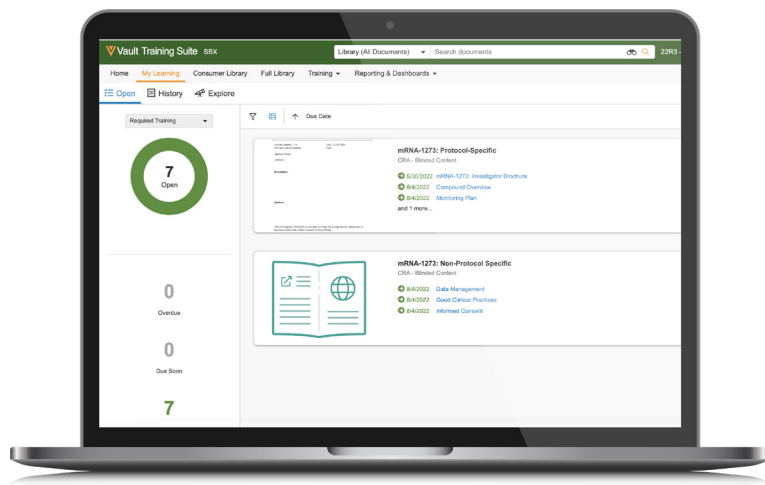 Vault Training Suite SBX
Library (All Documents)
Search documents
22R3 -
Home
My Learning
Consumer Library
Full Library
Training
Reporting & Dashboards
Open
History
Explore
Required Training
Due Date
7
Open
0
Overdue
0
Due Soon
7
mRNA-1273: Protocol-Specific
CRA - Blinded Content
5/30/2022 mRNA-1273: Investigator Brochure
8/4/2022 Compound Overview
8/4/2022 Monitoring Plan
and 1 more...
mRNA-1273: Non-Protocol Specific
CRA - Blinded Content
8/4/2022 Data Management
8/4/2022 Good Clinical Practices
8/4/2022 Informed Consent